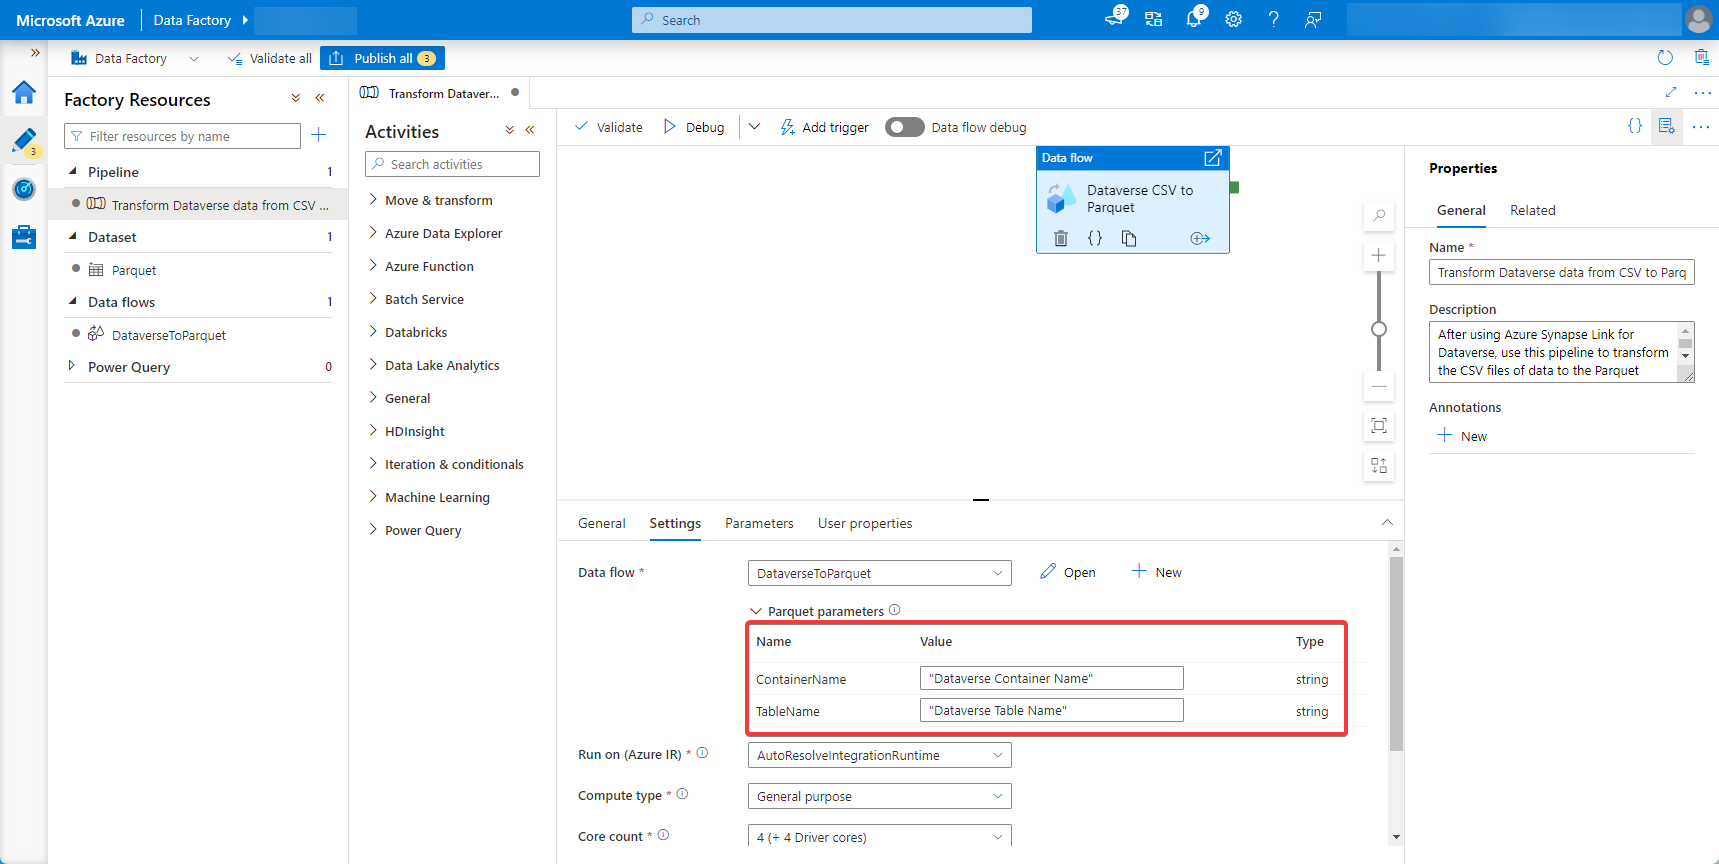 Microsoft Azure
Data Factory
Search
37
9
Data Factory
Validate all
Publish all 3
Factory Resources
Filter resources by name
3
Pipeline 1
Transform Dataverse data from CSV ...
Dataset 1
Parquet
Data flows 1
DataverseToParquet
Power Query 0
Transform Dataver...
Activities
Search activities
Move & transform
Azure Data Explorer
Azure Function
Batch Service
Databricks
Data Lake Analytics
General
HDInsight
Iteration & conditionals
Machine Learning
Power Query
Validate
Debug
Add trigger
Data flow debug
Data flow
Dataverse CSV to
Parquet
General
Settings
Parameters
User properties
Data flow *
DataverseToParquet
Open
New
Parquet parameters
Name Value Type
ContainerName "Dataverse Container Name" string
TableName "Dataverse Table Name" string
Run on (Azure IR) * AutoResolveIntegrationRuntime
Compute type * General purpose
Core count * 4 (+ 4 Driver cores)
Properties
General
Related
Name *
Transform Dataverse data from CSV to Parq
Description
After using Azure Synapse Link for
Dataverse, use this pipeline to transform
the CSV files of data to the Parquet
Annotations
New